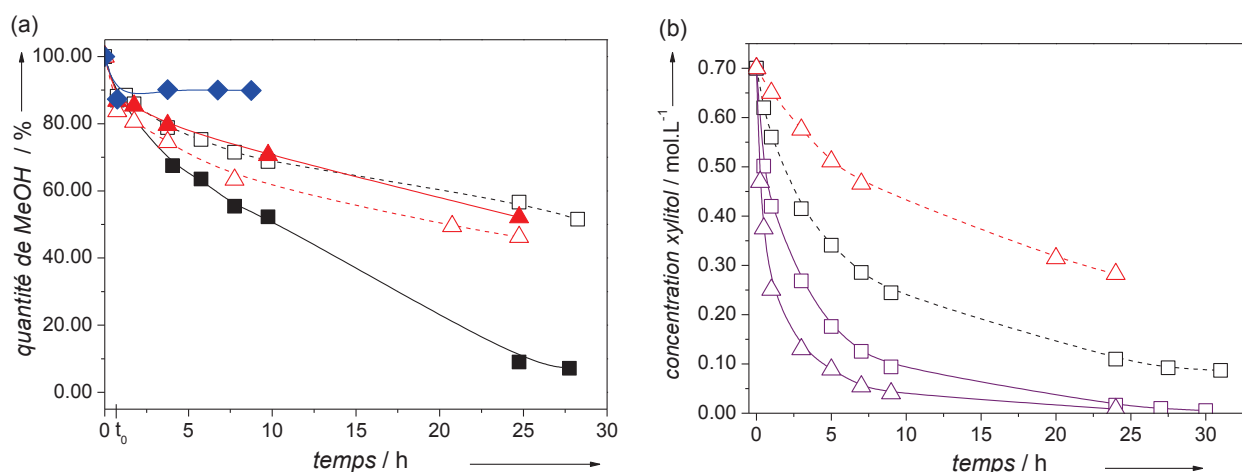 (a)
quantité de MeOH / %
100.00
80.00
60.00
40.00
20.00
0.00
0 t₀ 5 10 15 20 25 30
temps / h
(b)
concentration xylitol / mol.L⁻¹
0.70
0.60
0.50
0.40
0.30
0.20
0.10
0.00
0 5 10 15 20 25 30
temps / h